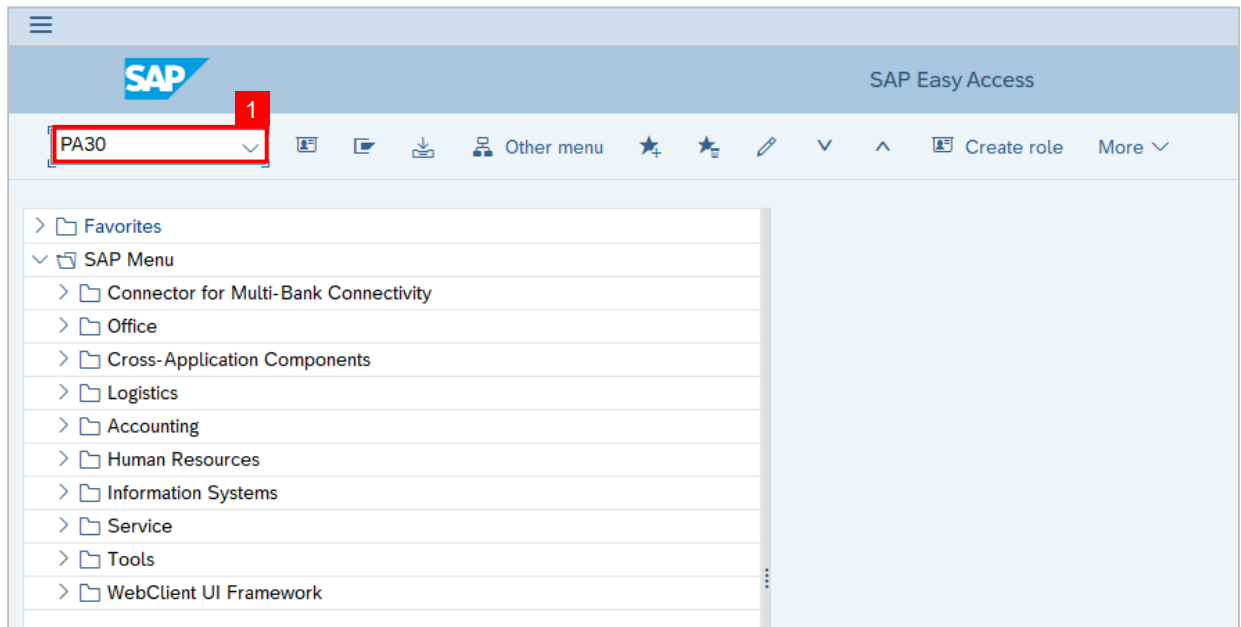 SAP
SAP Easy Access
1
PA30
Other menu
Create role
More
Favorites
SAP Menu
Connector for Multi-Bank Connectivity
Office
Cross-Application Components
Logistics
Accounting
Human Resources
Information Systems
Service
Tools
WebClient UI Framework